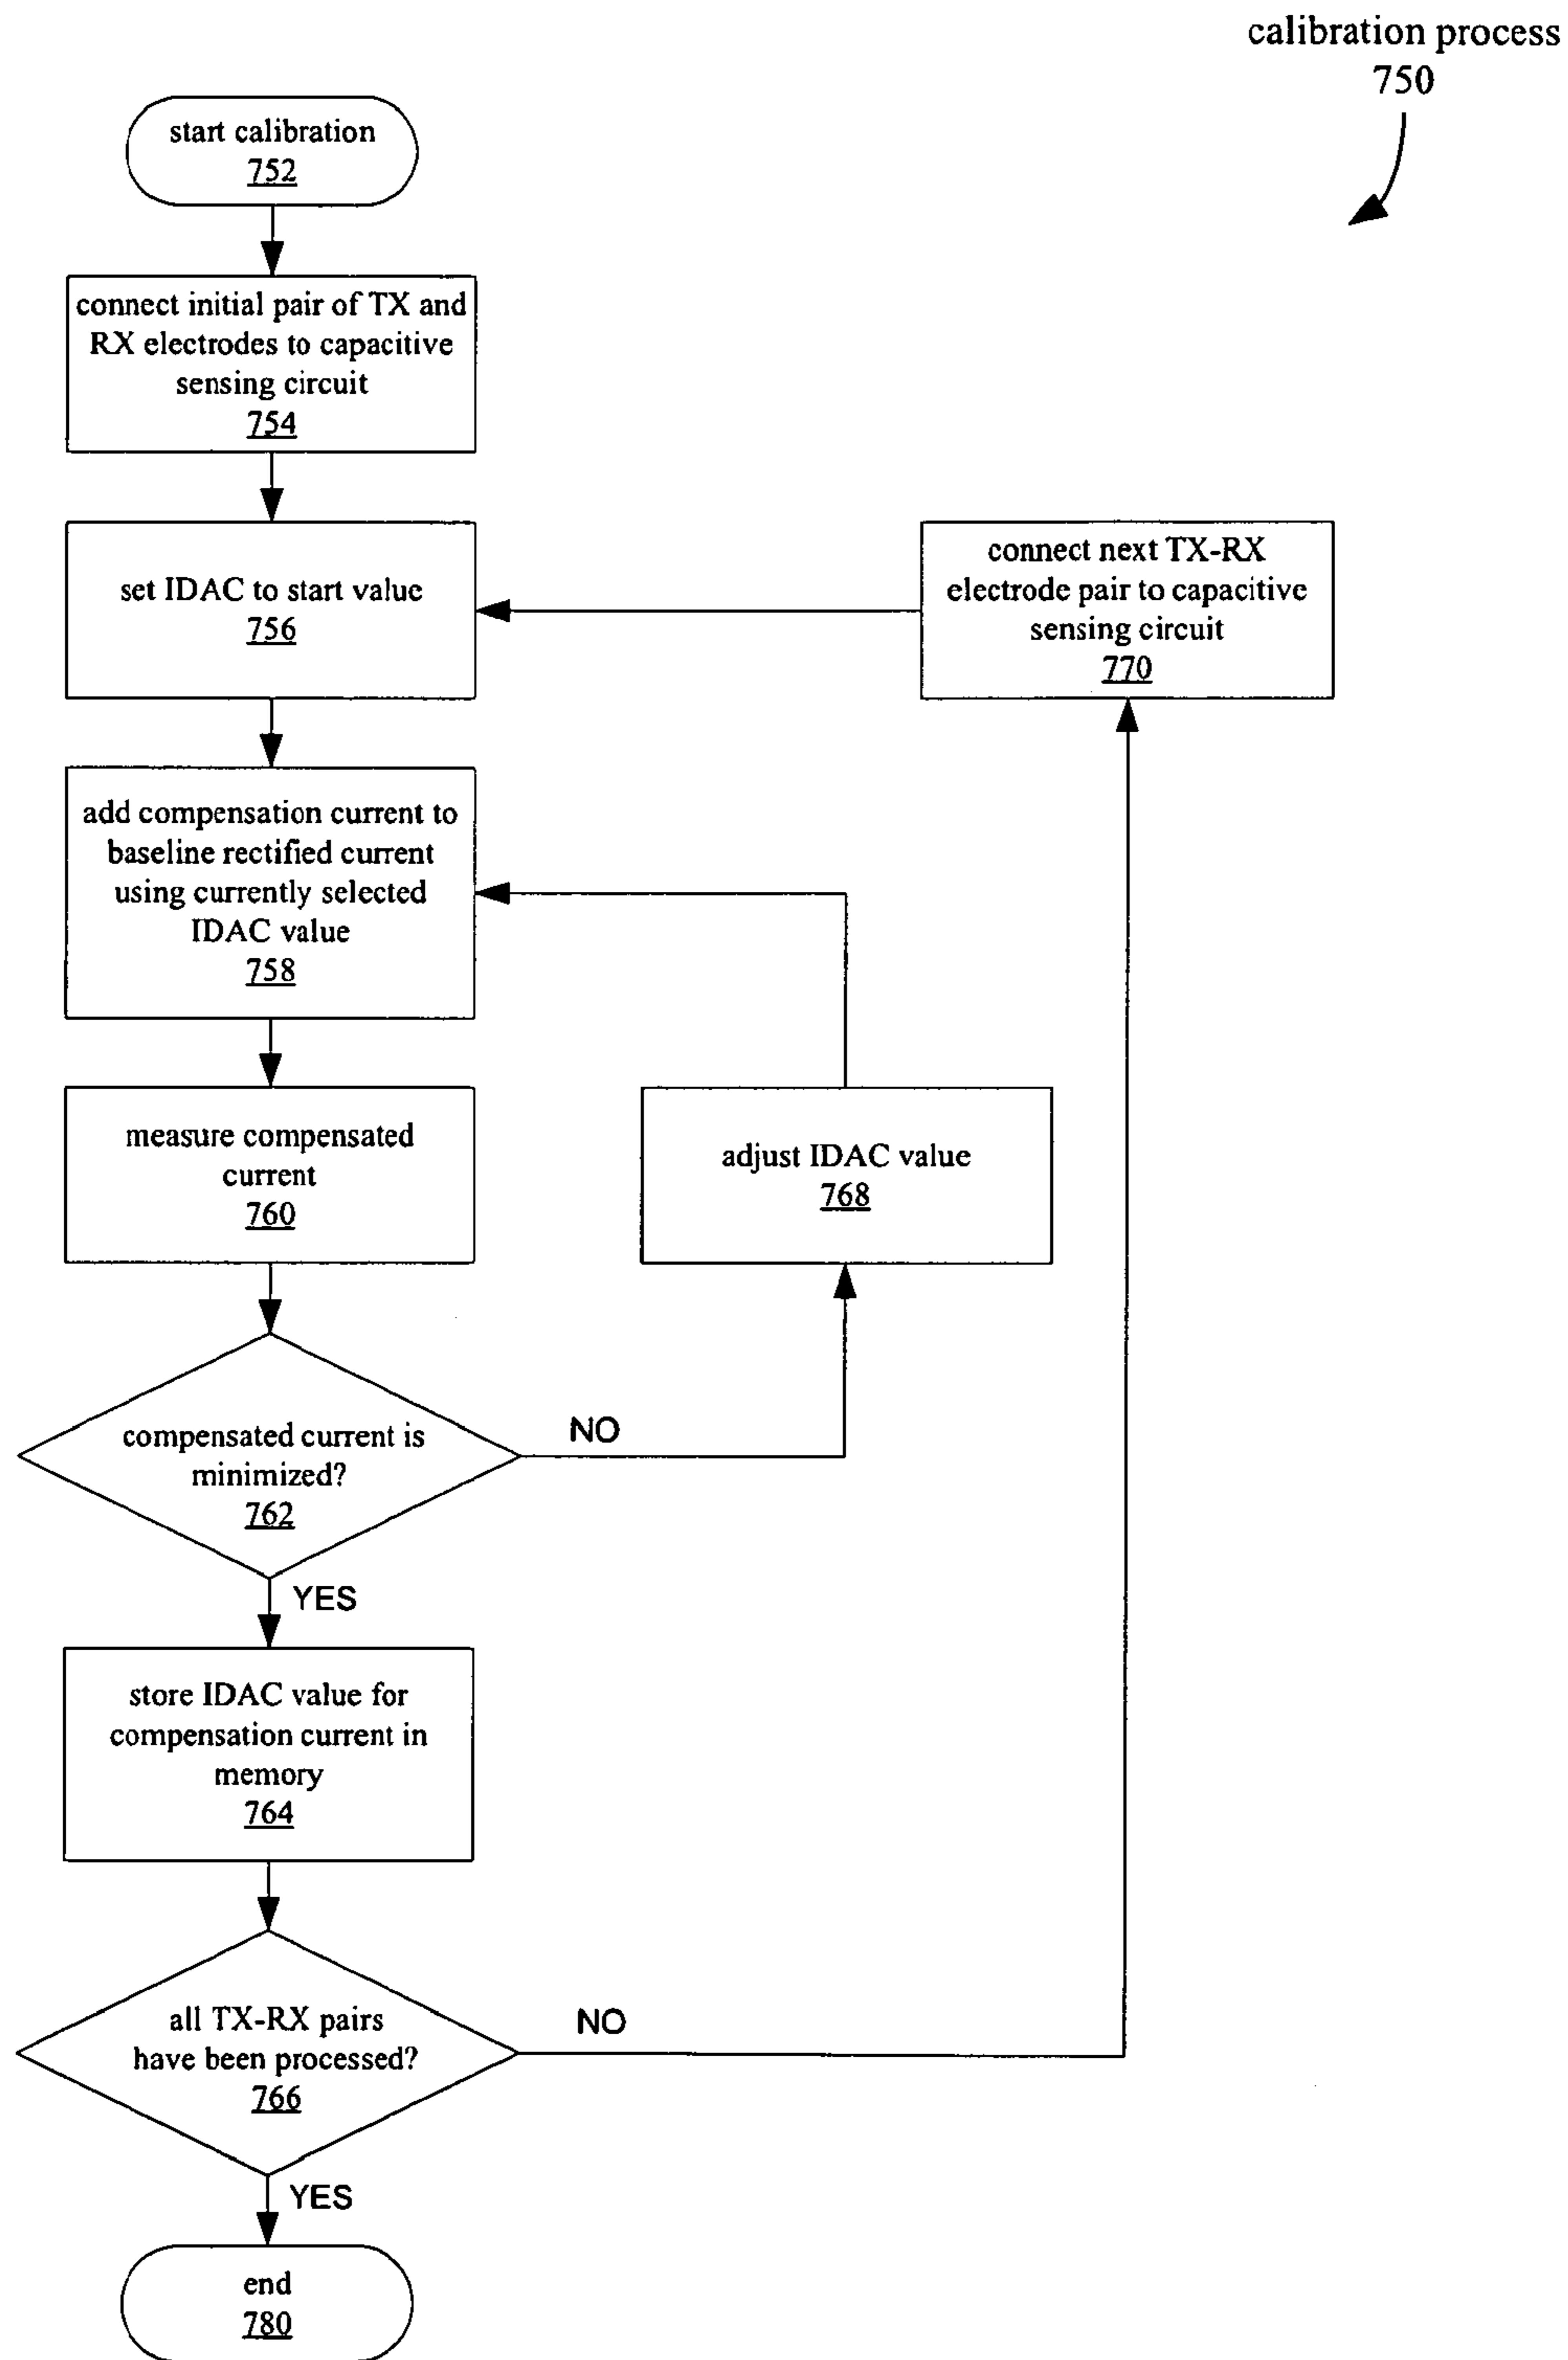 calibration process
750
start calibration
752
connect initial pair of TX and
RX electrodes to capacitive
sensing circuit
754
set IDAC to start value
756
connect next TX-RX
electrode pair to capacitive
sensing circuit
770
add compensation current to
baseline rectified current
using currently selected
IDAC value
758
measure compensated
current
760
adjust IDAC value
768
compensated current is
minimized?
762
NO
YES
store IDAC value for
compensation current in
memory
764
all TX-RX pairs
have been processed?
766
NO
YES
end
780